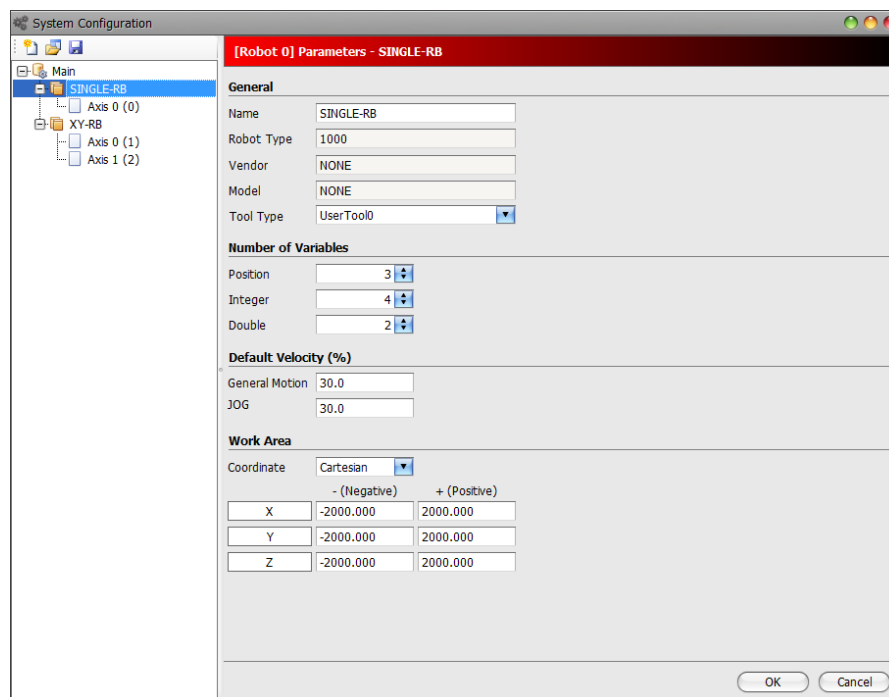 System Configuration
[Robot 0] Parameters - SINGLE-RB
Main
SINGLE-RB
Axis 0 (0)
XY-RB
Axis 0 (1)
Axis 1 (2)
General
Name SINGLE-RB
Robot Type 1000
Vendor NONE
Model NONE
Tool Type UserTool0
Number of Variables
Position 3
Integer 4
Double 2
Default Velocity (%)
General Motion 30.0
JOG 30.0
Work Area
Coordinate Cartesian
- (Negative) + (Positive)
X -2000.000 2000.000
Y -2000.000 2000.000
Z -2000.000 2000.000
OK Cancel